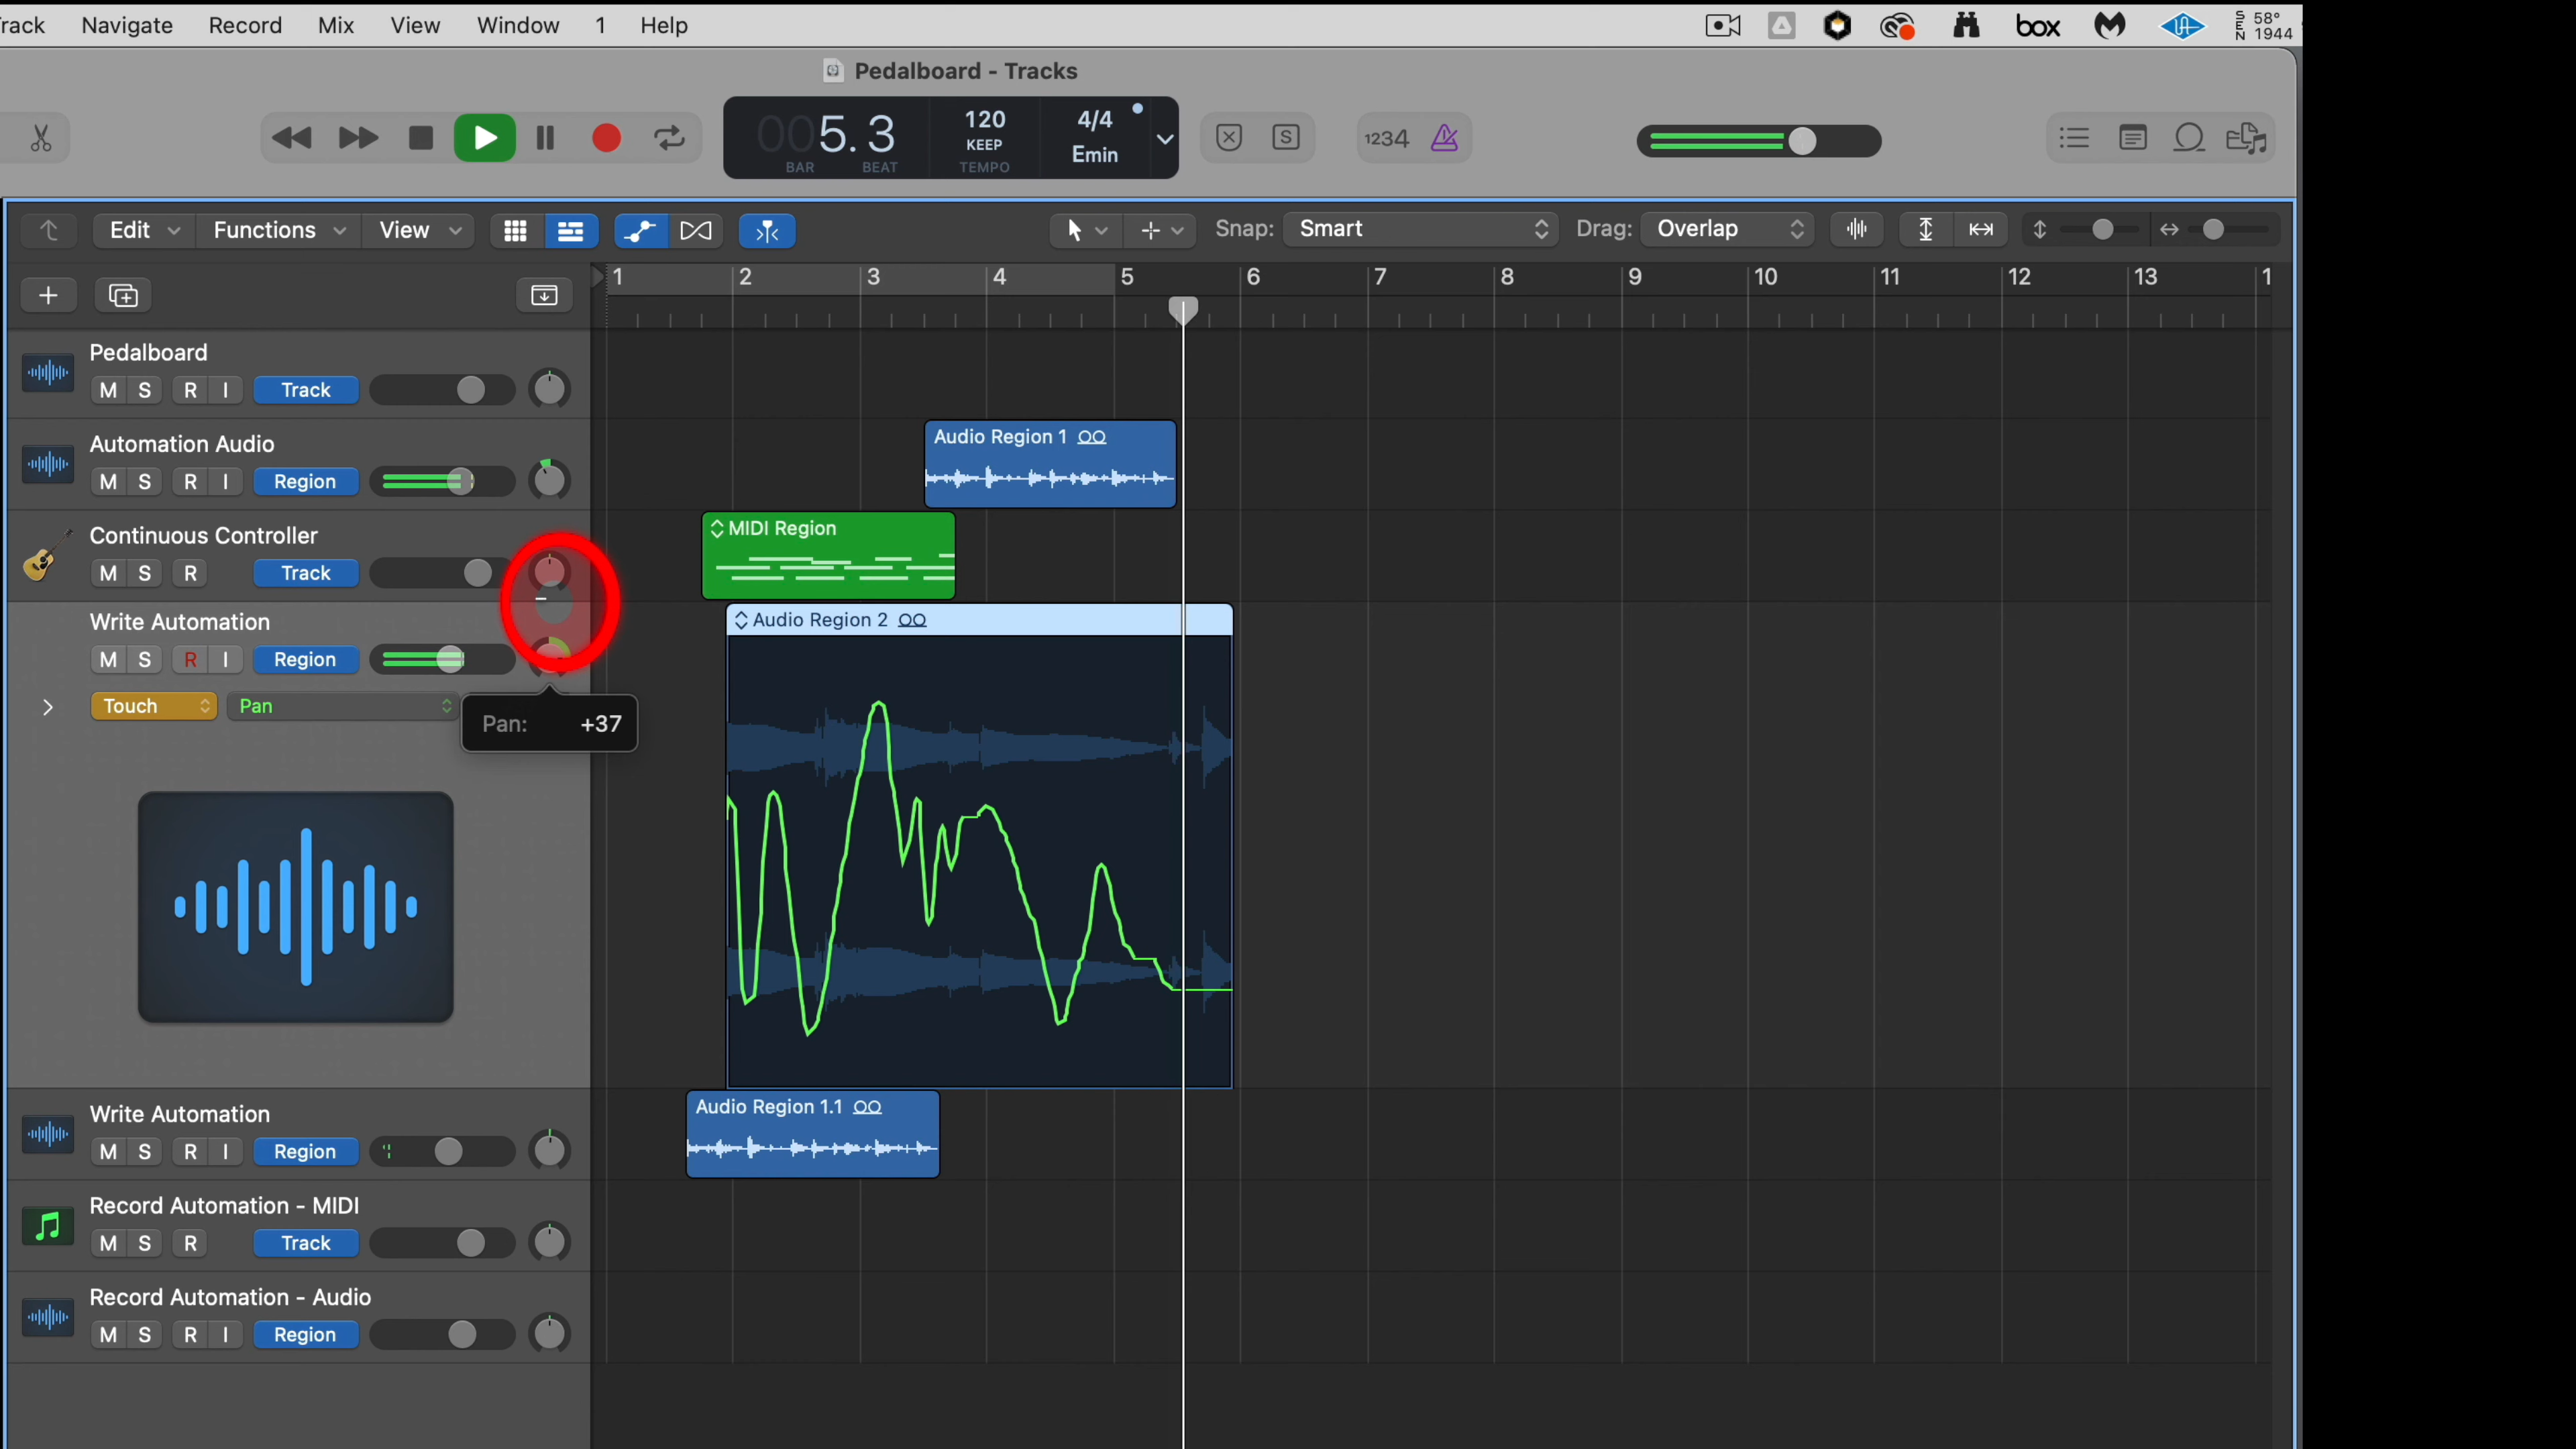 rack Navigate Record Mix View Window 1 Help
box
SEN 58° 1944
Pedalboard - Tracks
005.3 120 4/4
KEEP Emin
BAR BEAT TEMPO
S 1234
Edit Functions View Snap: Smart Drag: Overlap
1 2 3 4 5 6 7 8 9 10 11 12 13 1
Pedalboard
M S R I Track
Automation Audio
M S R I Region
Audio Region 1
Continuous Controller
M S R Track
MIDI Region
Write Automation
M S R I Region
Audio Region 2
Touch Pan
Pan: +37
Write Automation
M S R I Region
Audio Region 1.1
Record Automation - MIDI
M S R Track
Record Automation - Audio
M S R I Region